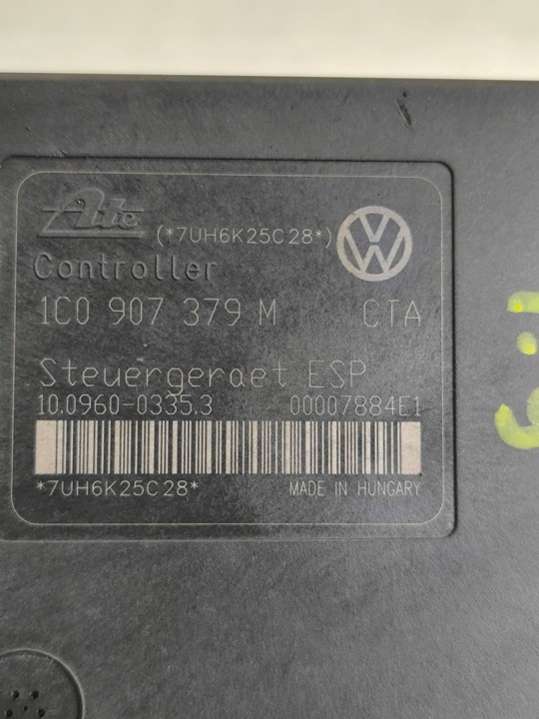 Ate (*7UH6K25C28*)
Controller
1C0 907 379 M CTA
Steuergeraet ESP
10.0960-0335.3 00007884E1
*7UH6K25C28* MADE IN HUNGARY